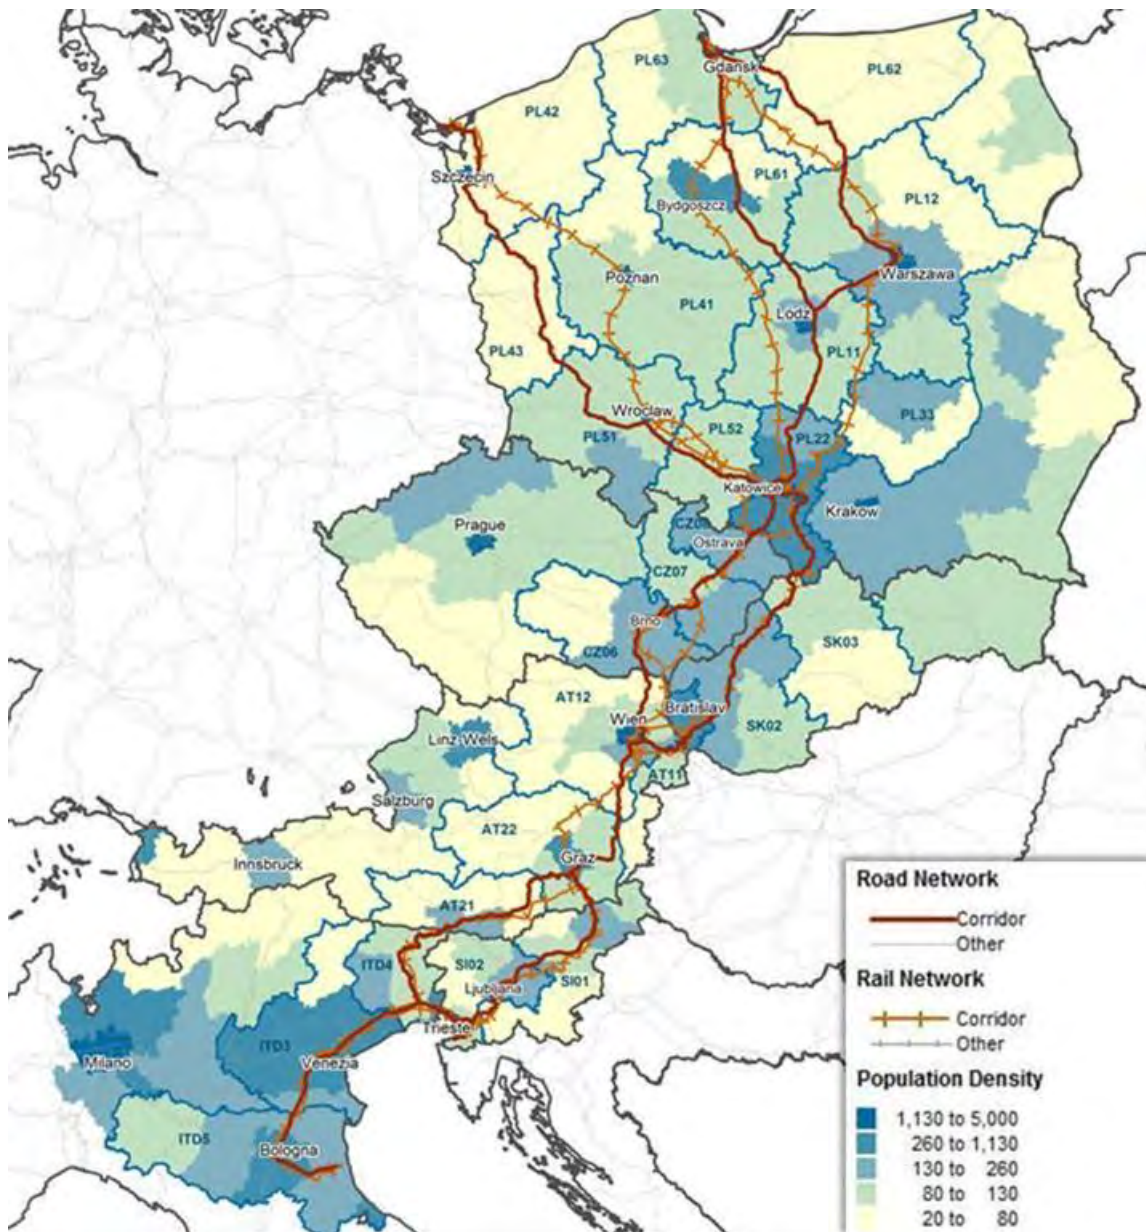 PL63
Gdańsk
PL62
PL42
Szczecin
PL61
Bydgoszcz
PL12
Poznan
Warszawa
PL41
Lodz
PL43
PL11
Wroclaw
PL52
PL33
PL51
PL22
Katowice
Krakow
Prague
Ostrava
CZ07
Brno
SK03
CZ06
AT12
Bratislav
Wien
SK02
Linz-Wels
AT11
Salzburg
AT22
Innsbruck
Graz
AT21
ITD4
SI02
SI01
Ljubljana
Trieste
ITD3
Venezia
Milano
ITD5
Bologna
Road Network
Corridor
Other
Rail Network
Corridor
Other
Population Density
1,130 to 5,000
260 to 1,130
130 to 260
80 to 130
20 to 80